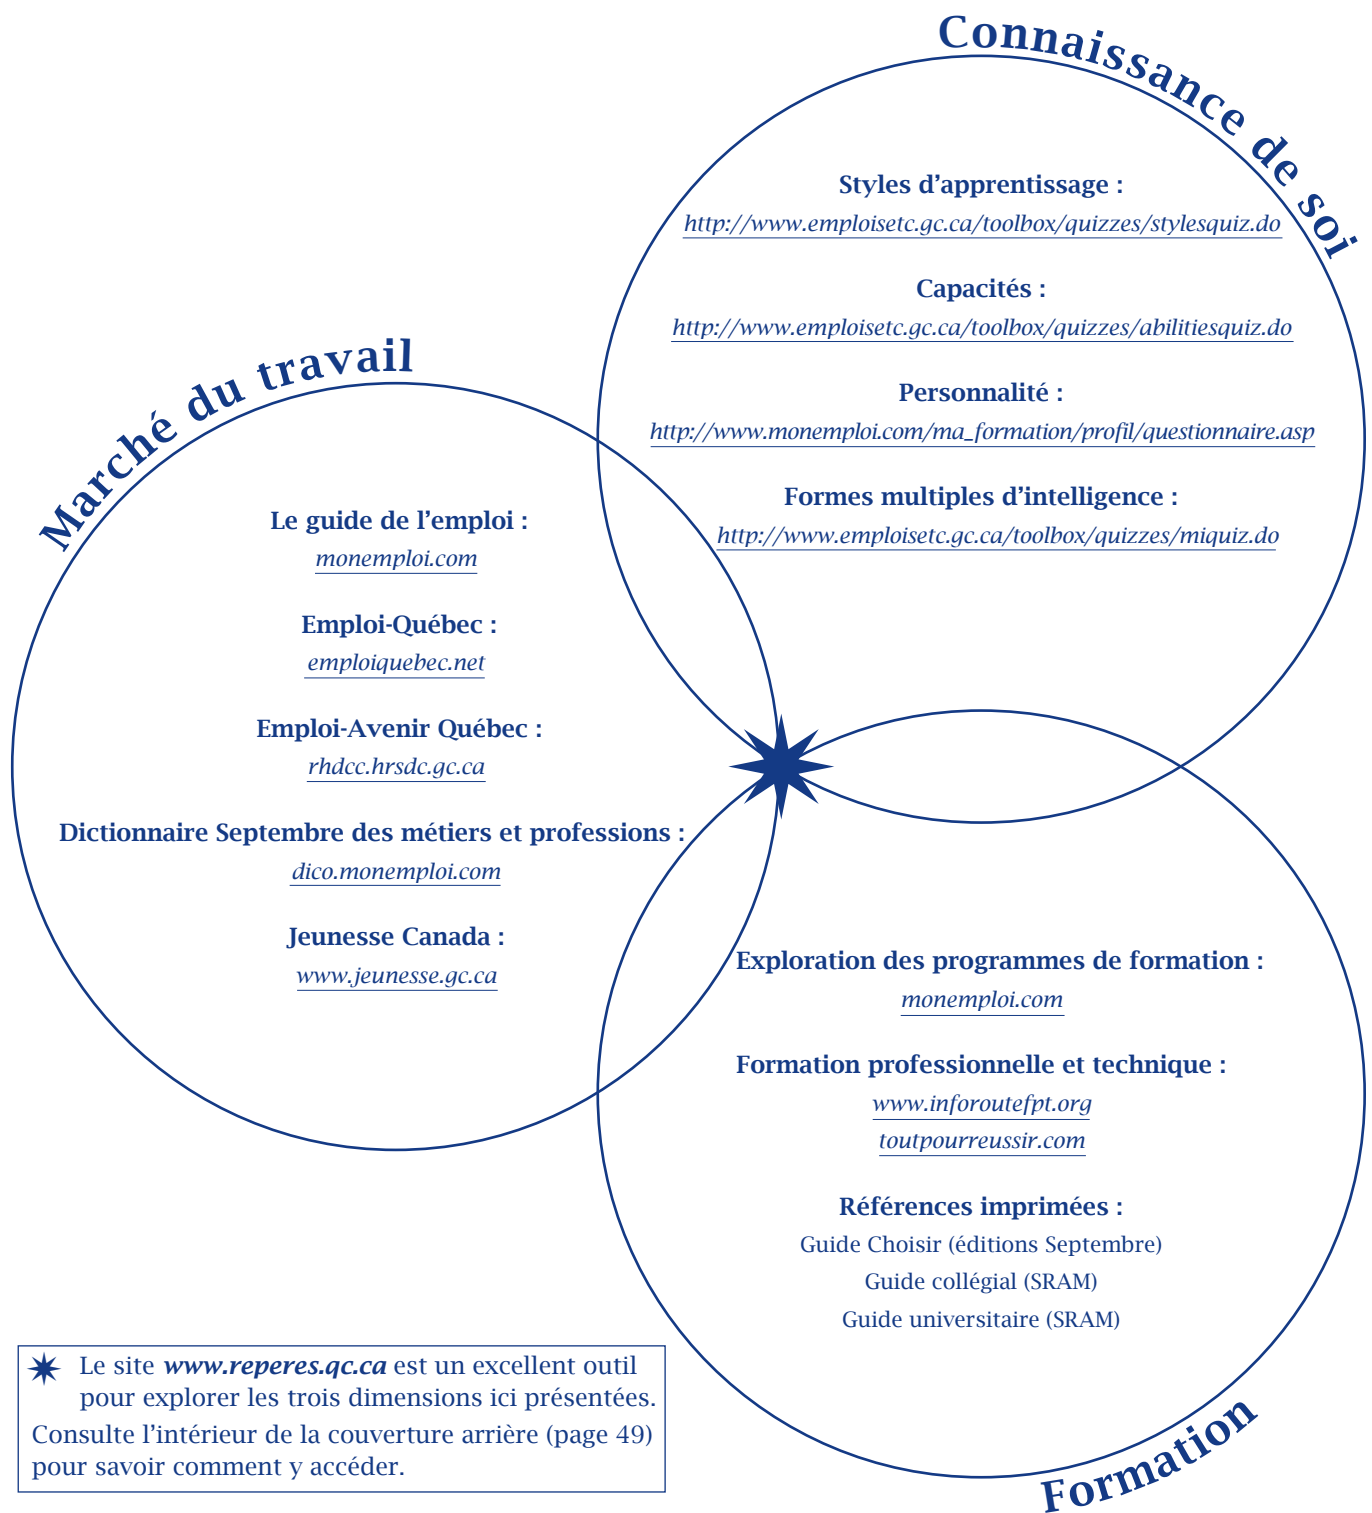 Connaissance de soi
Styles d'apprentissage :
http://www.emploisetc.gc.ca/toolbox/quizzes/stylesquiz.do
Capacités :
http://www.emploisetc.gc.ca/toolbox/quizzes/abilitiesquiz.do
Personnalité :
http://www.monemploi.com/ma_formation/profil/questionnaire.asp
Formes multiples d'intelligence :
http://www.emploisetc.gc.ca/toolbox/quizzes/miquiz.do
Marché du travail
Le guide de l'emploi :
monemploi.com
Emploi-Québec :
emploiquebec.net
Emploi-Avenir Québec :
rhdcc.hrsdc.gc.ca
Dictionnaire Septembre des métiers et professions :
dico.monemploi.com
Jeunesse Canada :
www.jeunesse.gc.ca
Exploration des programmes de formation :
monemploi.com
Formation professionnelle et technique :
www.inforoutefpt.org
toutpourreussir.com
Références imprimées :
Guide Choisir (éditions Septembre)
Guide collégial (SRAM)
Guide universitaire (SRAM)
Formation
Le site www.reperes.qc.ca est un excellent outil
pour explorer les trois dimensions ici présentées.
Consulte l'intérieur de la couverture arrière (page 49)
pour savoir comment y accéder.